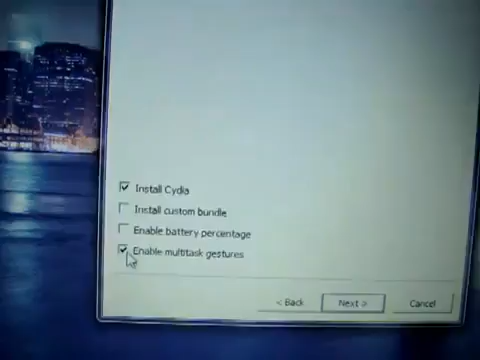 Install Cydia
Install custom bundle
Enable battery percentage
Enable multitask gestures
< Back
Next >
Cancel